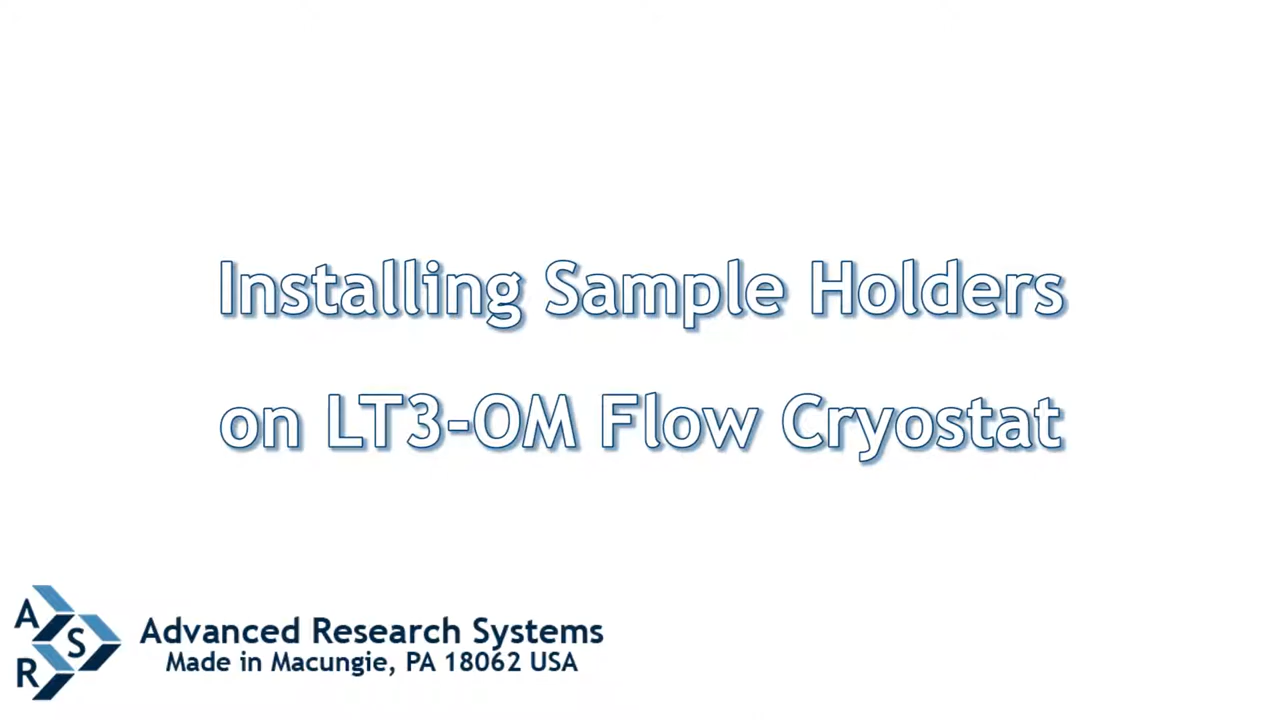 Installing Sample Holders
on LT3-OM Flow Cryostat
A
S
R
Advanced Research Systems
Made in Macungie, PA 18062 USA